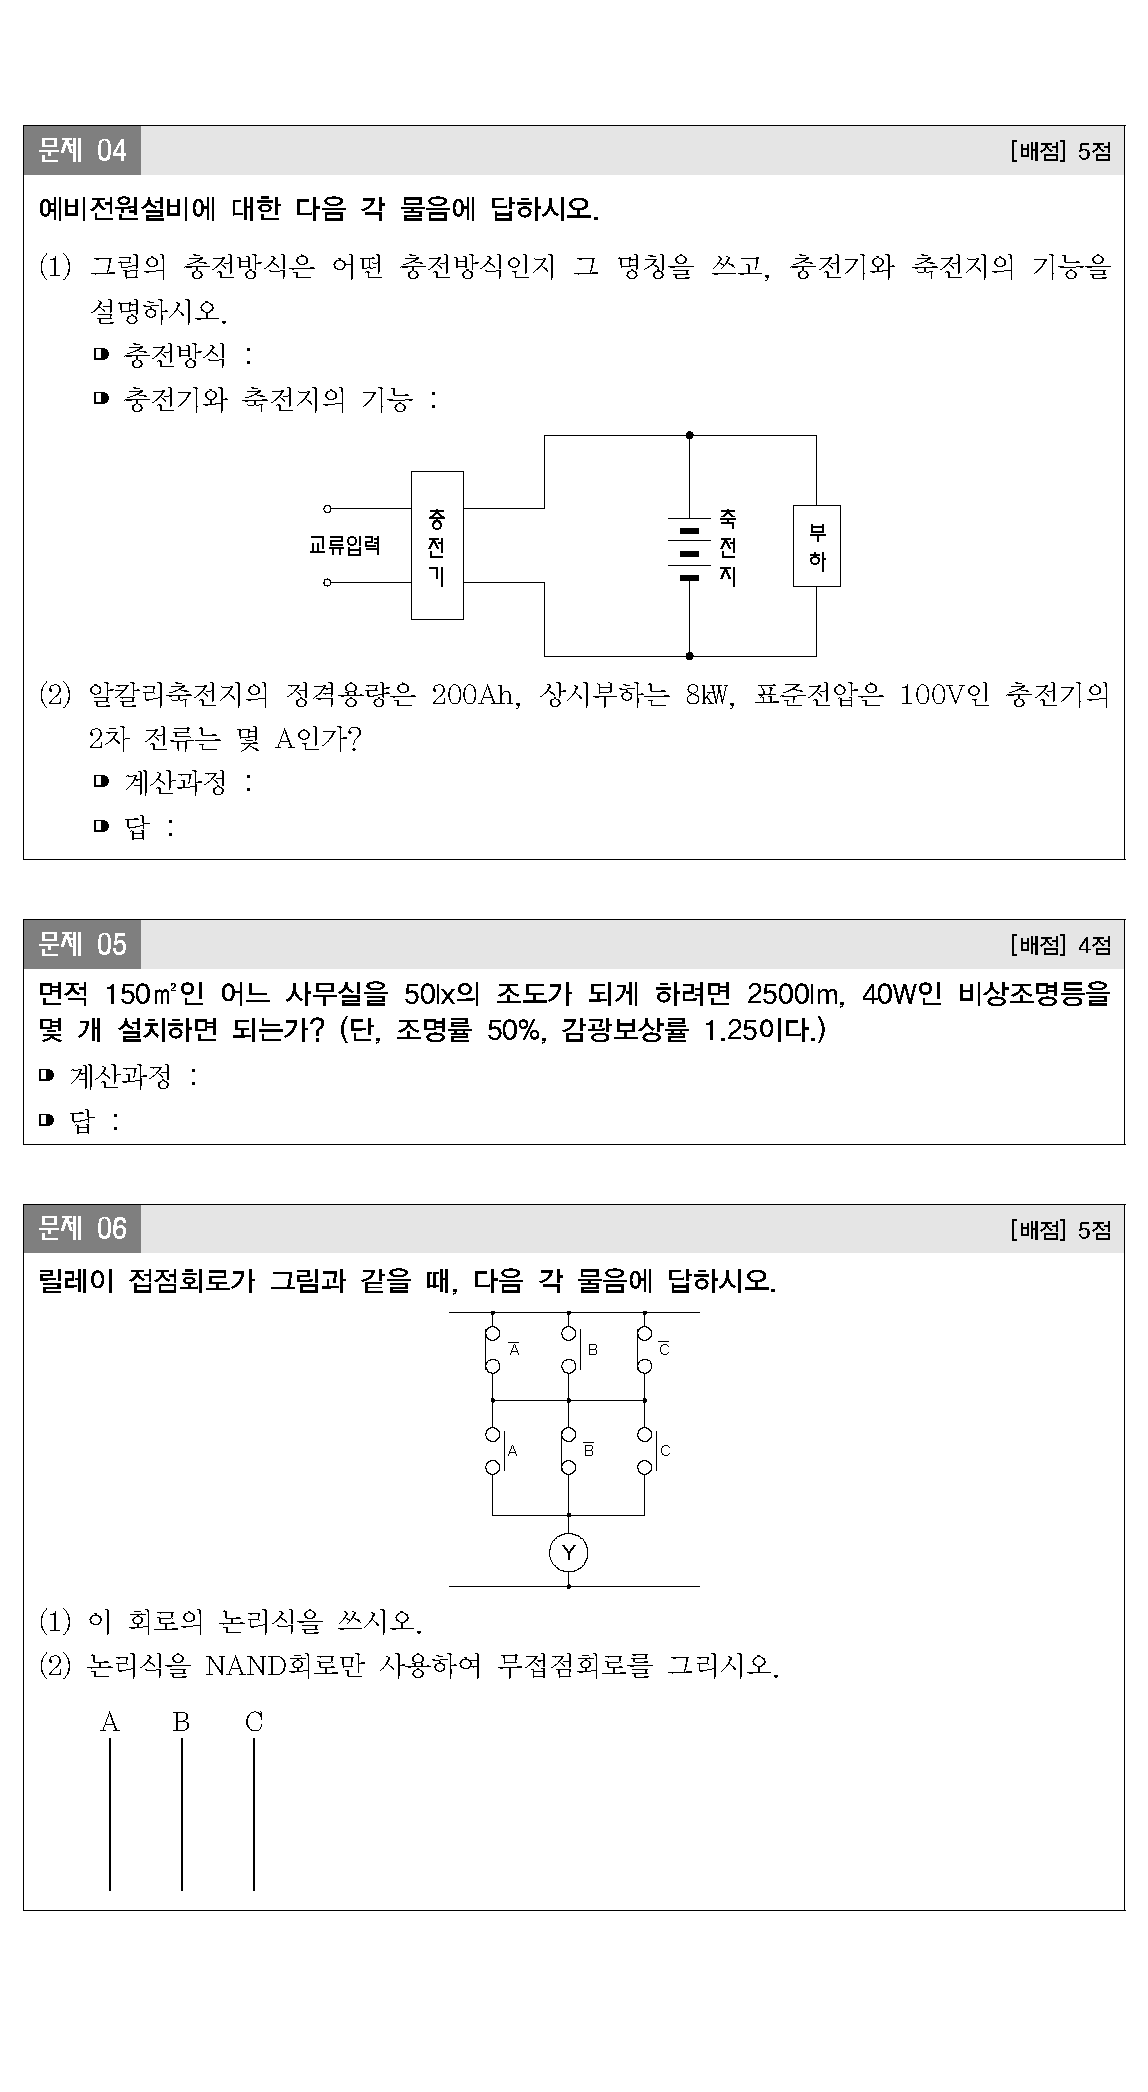 문제 04
[배점] 5점
예비전원설비에 대한 다음 각 물음에 답하시오.
(1) 그림의 충전방식은 어떤 충전방식인지 그 명칭을 쓰고, 충전기와 축전지의 기능을
설명하시오.
충전방식 :
충전기와 축전지의 기능 :
교류입력
충전기
축전지
부하
(2) 알칼리축전지의 정격용량은 200Ah, 상시부하는 8㎾, 표준전압은 100V인 충전기의
2차 전류는 몇 A인가?
계산과정 :
답 :
문제 05
[배점] 4점
면적 150㎡인 어느 사무실을 50lx의 조도가 되게 하려면 2500lm, 40W인 비상조명등을
몇 개 설치하면 되는가? (단, 조명률 50%, 감광보상률 1.25이다.)
계산과정 :
답 :
문제 06
[배점] 5점
릴레이 접점회로가 그림과 같을 때, 다음 각 물음에 답하시오.
A̅ B C̅
A B̅ C
Y
(1) 이 회로의 논리식을 쓰시오.
(2) 논리식을 NAND회로만 사용하여 무접점회로를 그리시오.
A B C